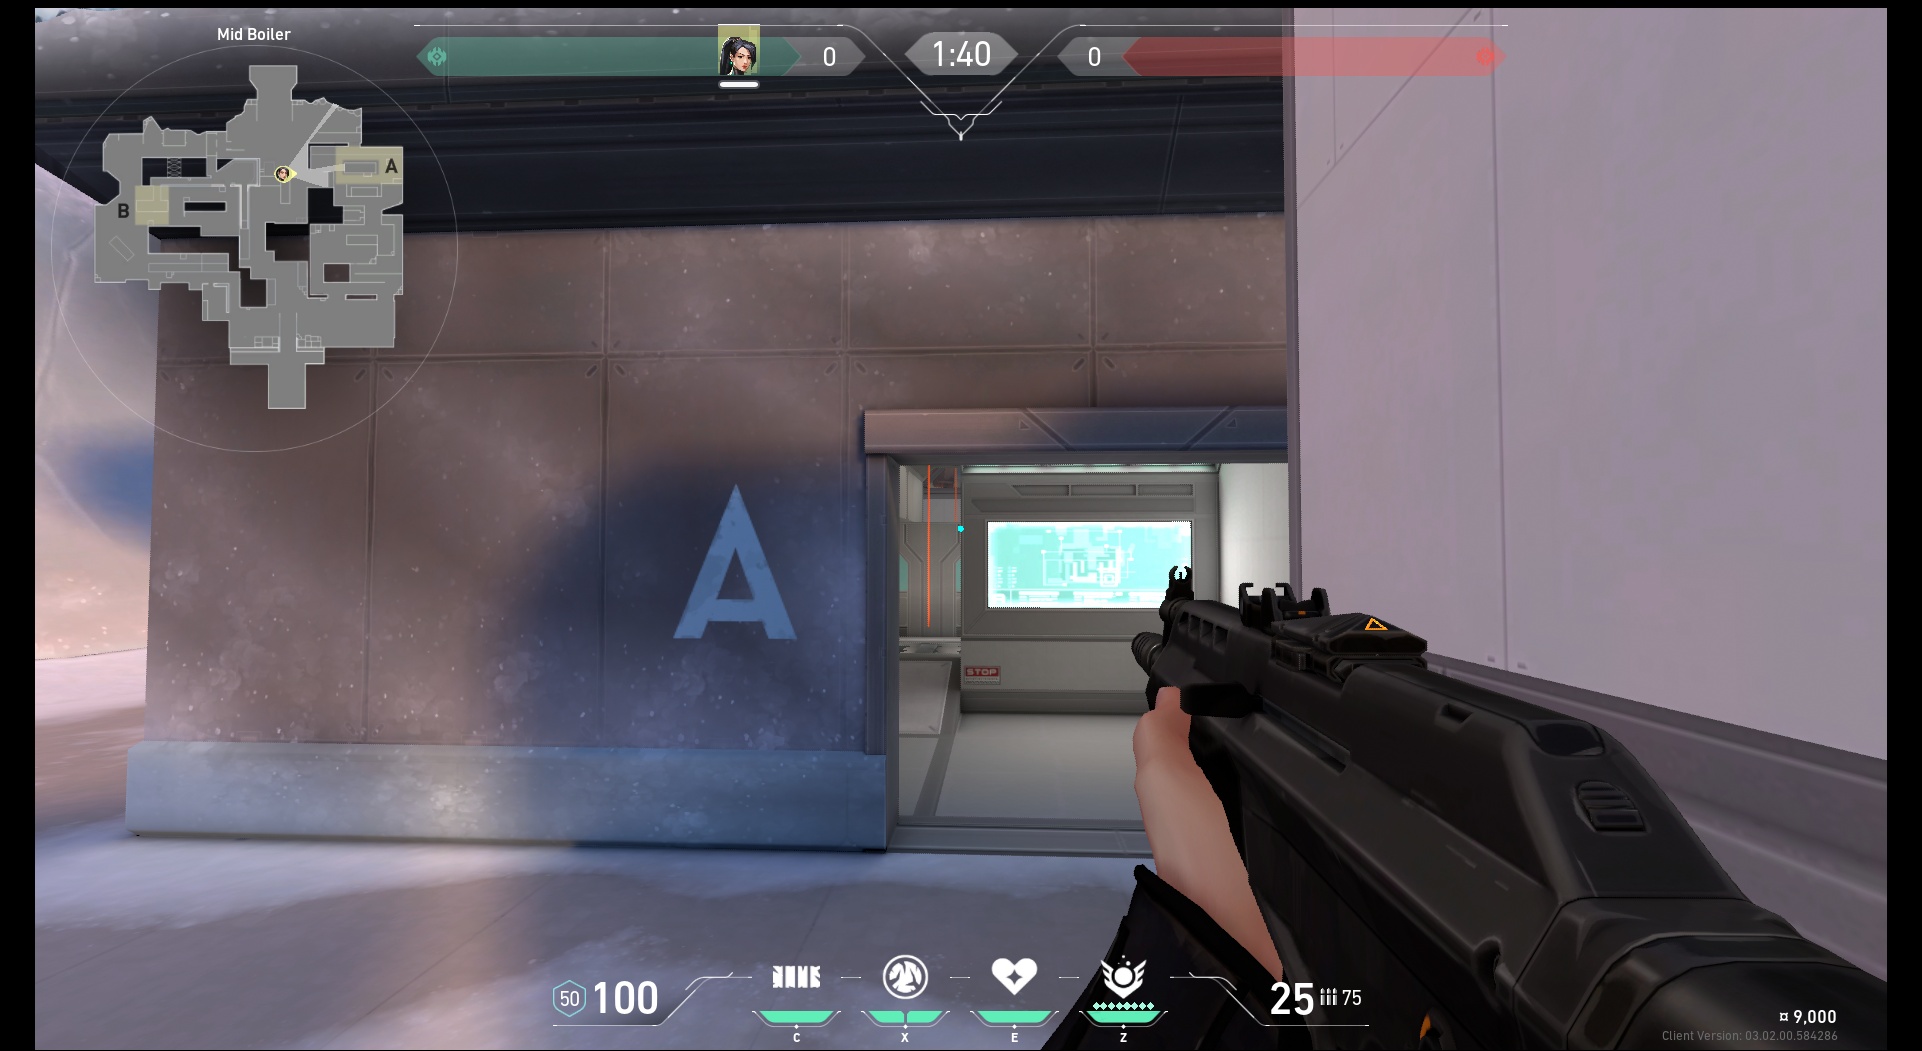 Mid Boiler
0
1:40
0
A
B
A
STOP
50 100
25 75
C X E Z
¤ 9,000
Client Version: 03.02.00.584286